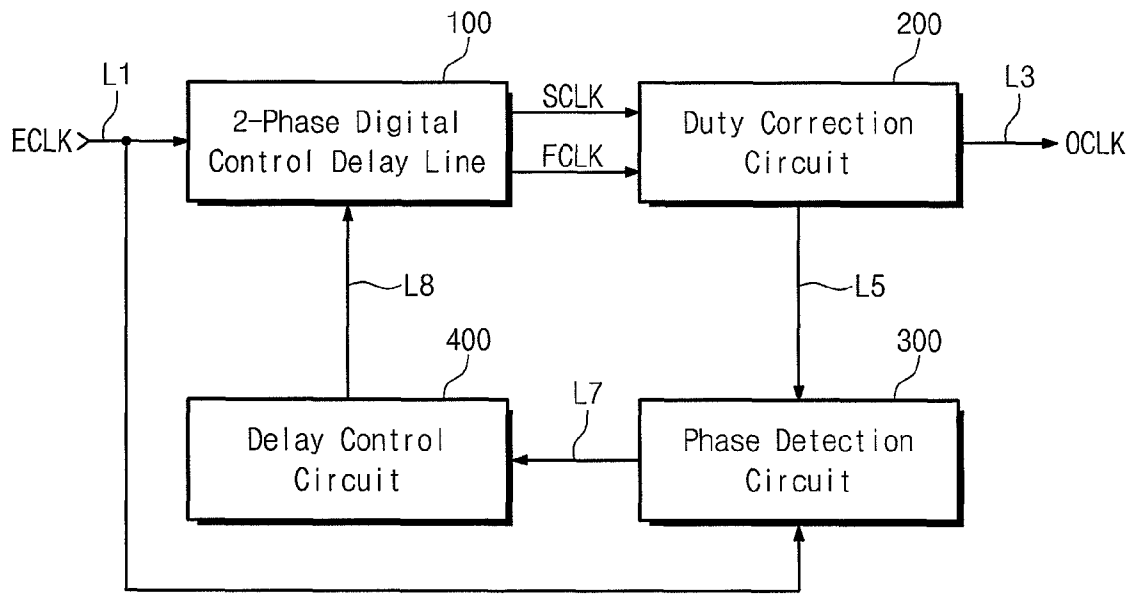 100
200
L1
L3
ECLK
2-Phase Digital
Control Delay Line
SCLK
FCLK
Duty Correction
Circuit
OCLK
L8
L5
400
300
L7
Delay Control
Circuit
Phase Detection
Circuit